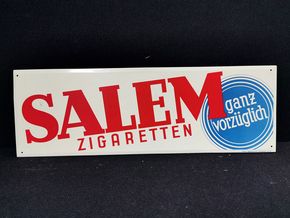 SALEM
ZIGARETTEN
ganz
vorzüglich